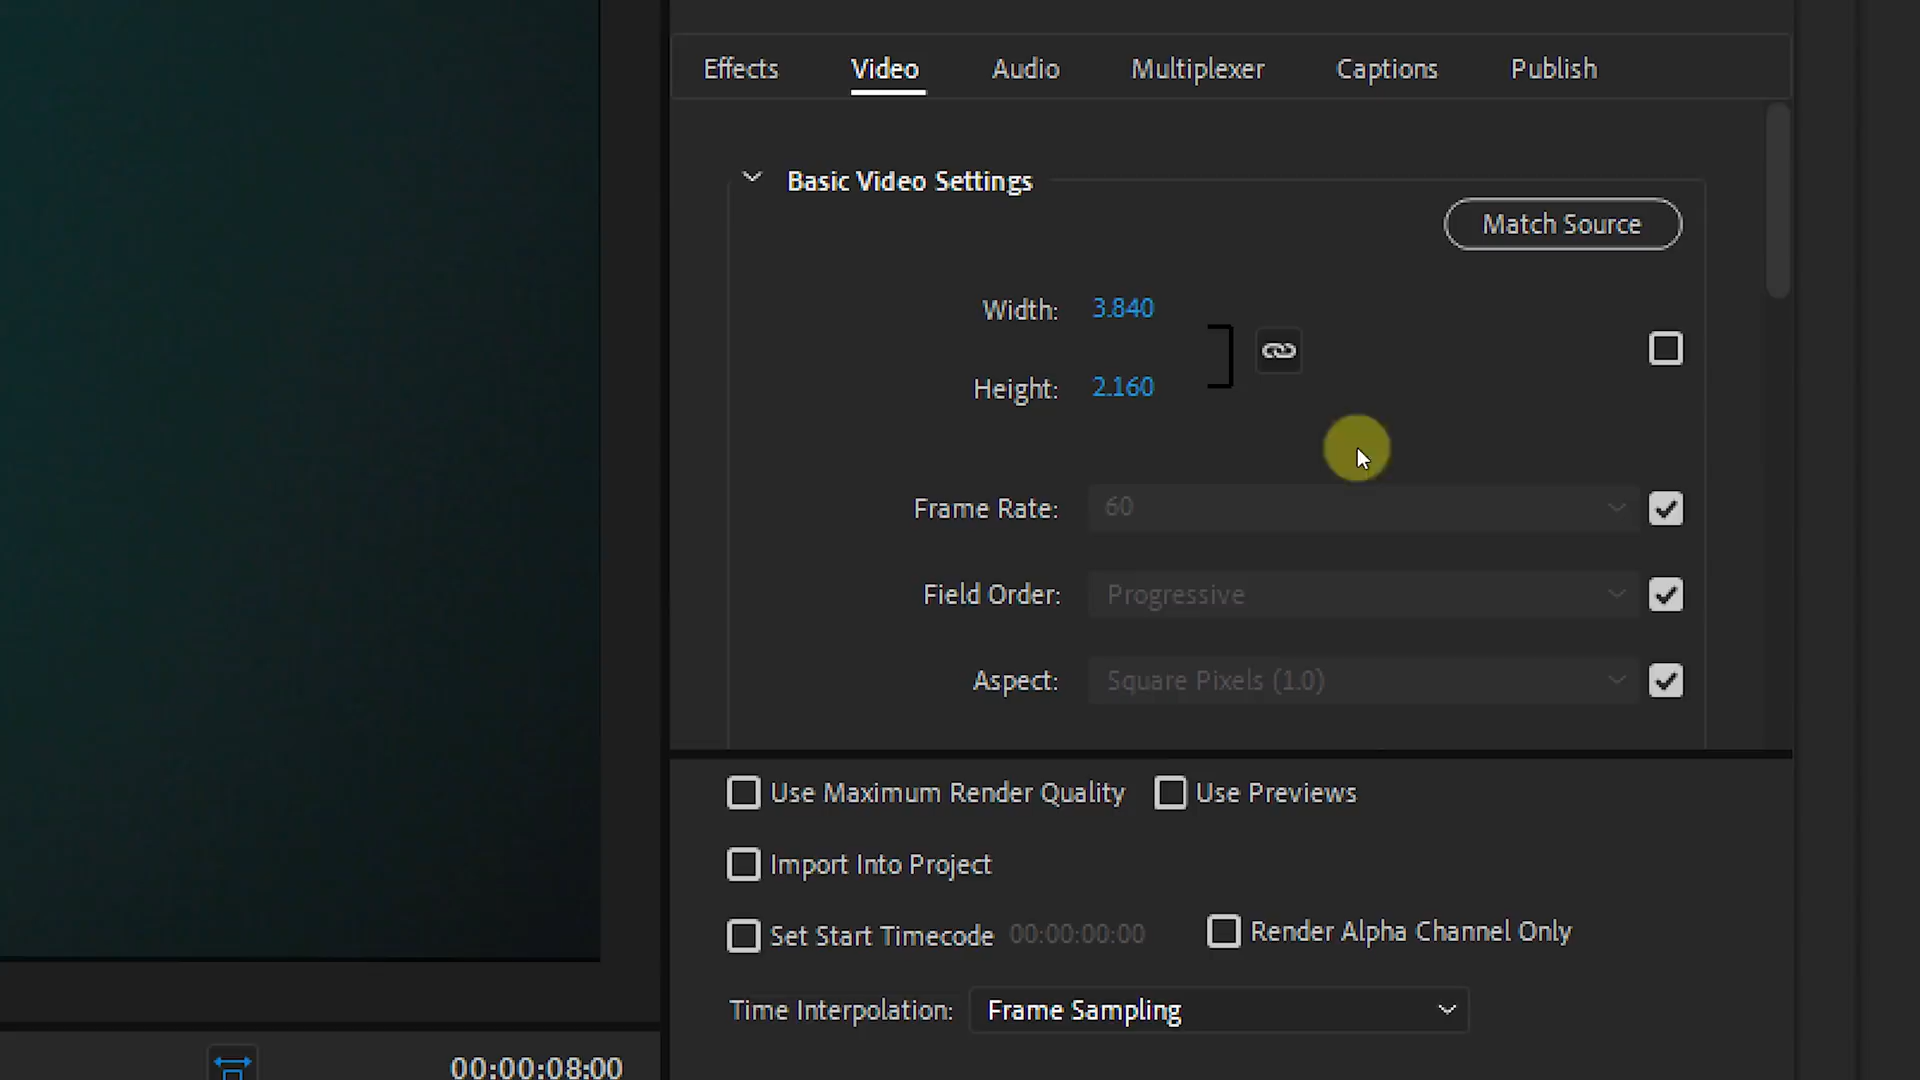 Effects Video Audio Multiplexer Captions Publish
Basic Video Settings
Match Source
Width: 3.840
Height: 2.160
Frame Rate: 60
Field Order: Progressive
Aspect: Square Pixels (1.0)
Use Maximum Render Quality Use Previews
Import Into Project
Set Start Timecode 00:00:00:00 Render Alpha Channel Only
Time Interpolation: Frame Sampling
00:00:08:00